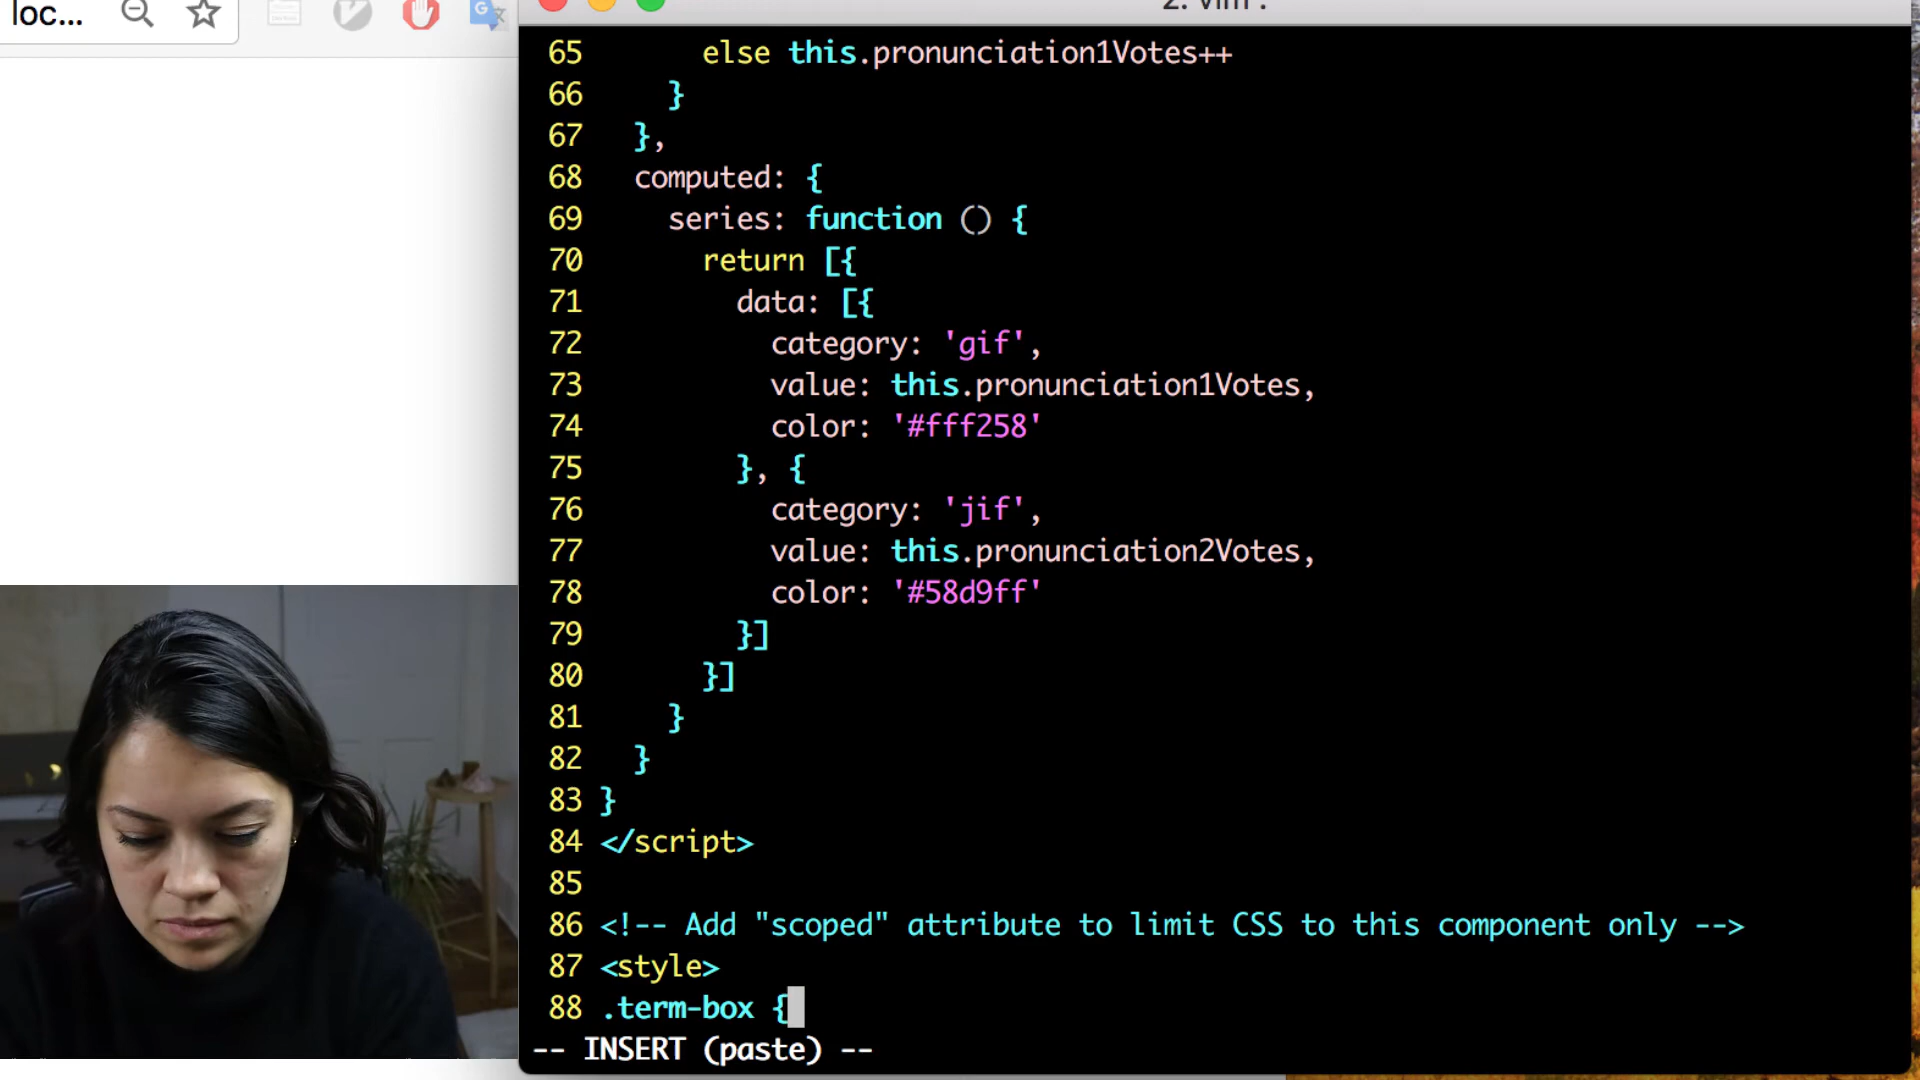 loc...
2. vim .
65 else this.pronunciation1Votes++
66 }
67 },
68 computed: {
69 series: function () {
70 return [{
71 data: [{
72 category: 'gif',
73 value: this.pronunciation1Votes,
74 color: '#fff258'
75 }, {
76 category: 'jif',
77 value: this.pronunciation2Votes,
78 color: '#58d9ff'
79 }]
80 }]
81 }
82 }
83 }
84 </script>
85
86 <!-- Add "scoped" attribute to limit CSS to this component only -->
87 <style>
88 .term-box {
-- INSERT (paste) --